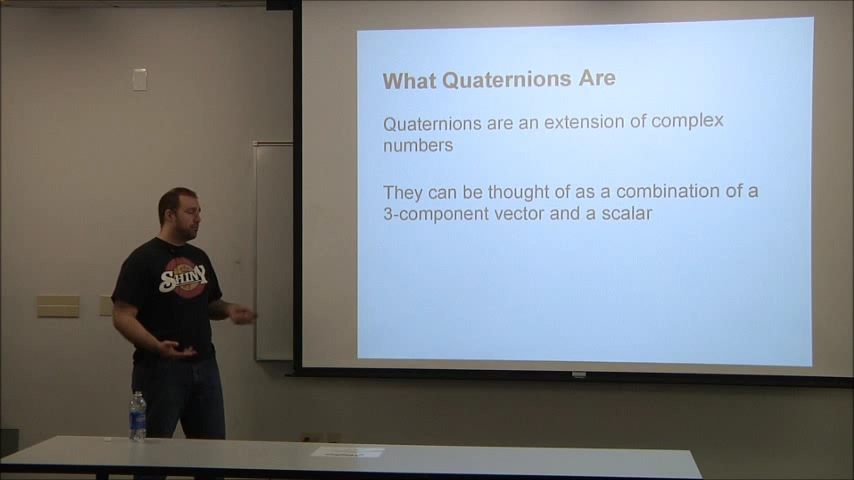 What Quaternions Are
Quaternions are an extension of complex
numbers
They can be thought of as a combination of a
3-component vector and a scalar
SHINY